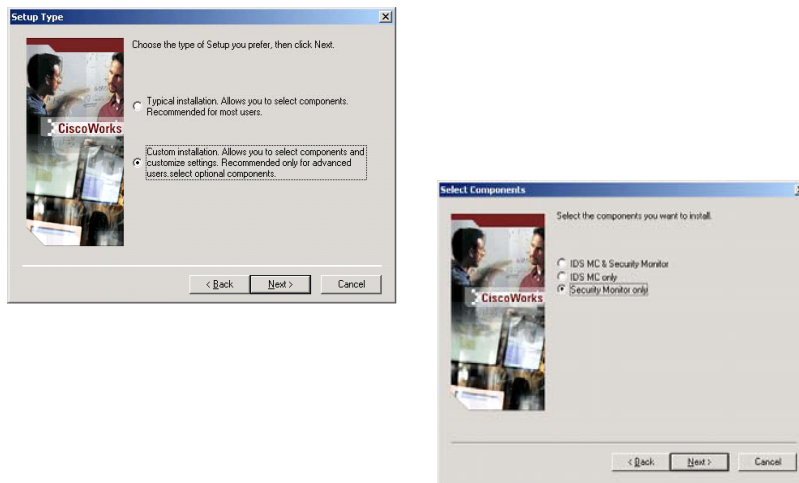 Setup Type
Choose the type of Setup you prefer, then click Next.
Typical installation. Allows you to select components.
Recommended for most users.
CiscoWorks
Custom installation. Allows you to select components and
customize settings. Recommended only for advanced
users.select optional components.
< Back
Next >
Cancel
Select Components
Select the components you want to install.
IDS MC & Security Monitor
IDS MC only
Security Monitor only
CiscoWorks
< Back
Next >
Cancel